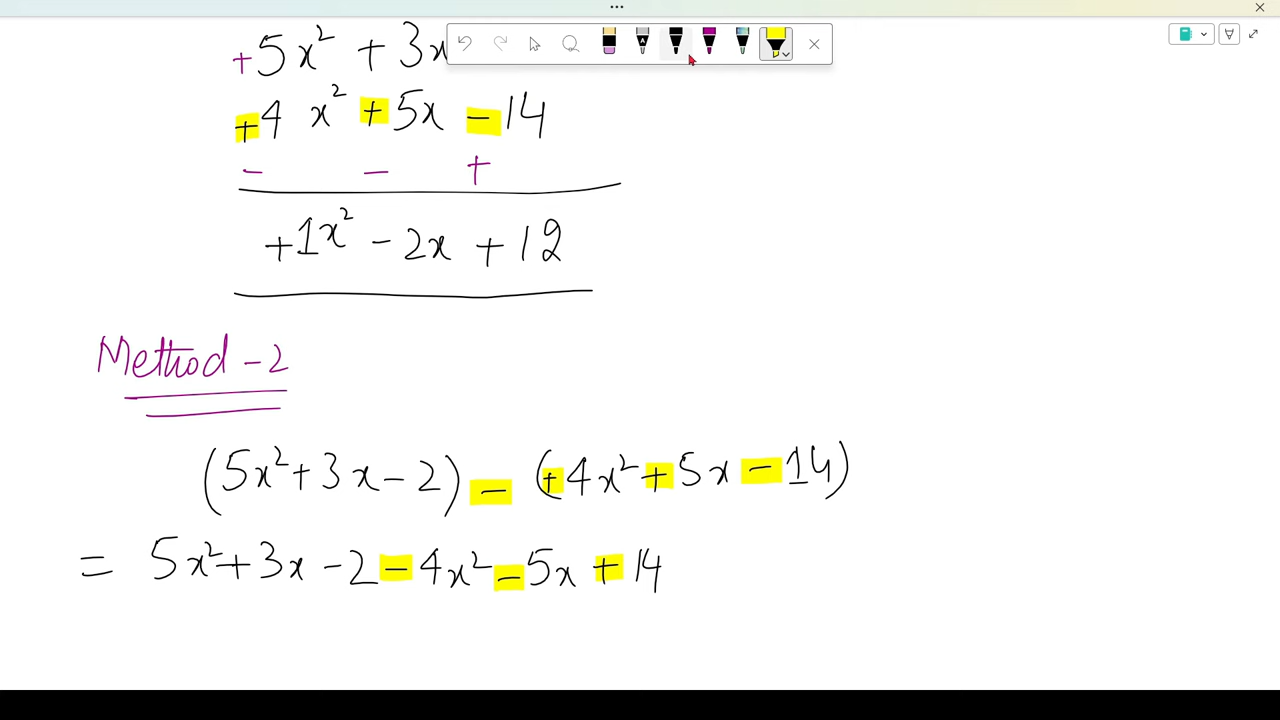 +5x² + 3x
+4 x² +5x -14
- - +
+1x² - 2x + 12
Method -2
(5x²+3x-2) - (+4x²+5x-14)
= 5x²+3x-2-4x²-5x+14